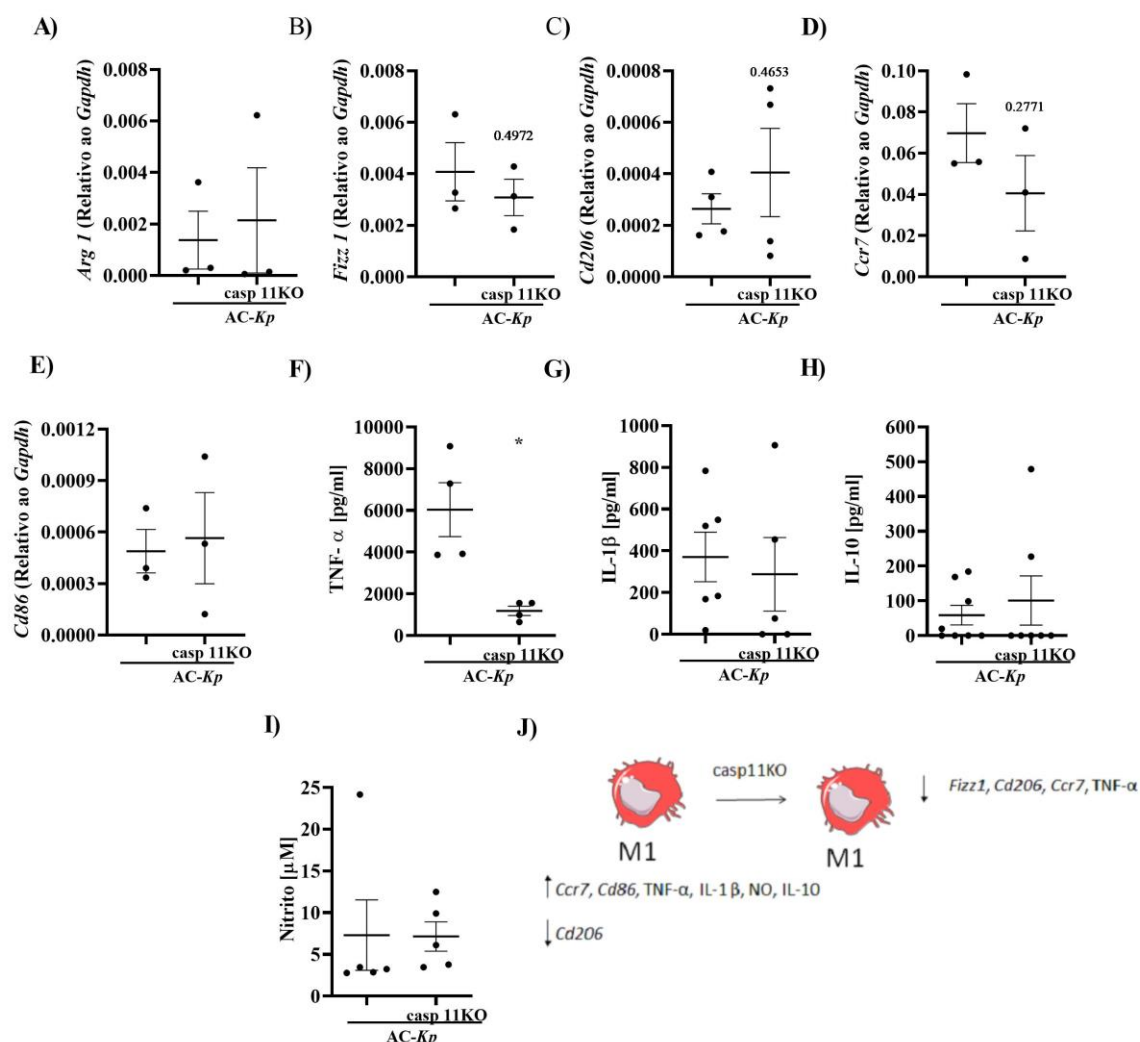 A)
Arg 1 (Relativo ao Gapdh)
0.008
0.006
0.004
0.002
0.000
casp 11KO
AC-Kp
B)
Fizz 1 (Relativo ao Gapdh)
0.008
0.006
0.004
0.002
0.000
0.4972
casp 11KO
AC-Kp
C)
Cd206 (Relativo ao Gapdh)
0.0008
0.0006
0.0004
0.0002
0.0000
0.4653
casp 11KO
AC-Kp
D)
Ccr7 (Relativo ao Gapdh)
0.10
0.08
0.06
0.04
0.02
0.00
0.2771
casp 11KO
AC-Kp
E)
Cd86 (Relativo ao Gapdh)
0.0012
0.0009
0.0006
0.0003
0.0000
casp 11KO
AC-Kp
F)
TNF- α [pg/ml]
10000
8000
6000
4000
2000
0
*
casp 11KO
AC-Kp
G)
IL-1β [pg/ml]
1000
800
600
400
200
0
casp 11KO
AC-Kp
H)
IL-10 [pg/ml]
600
500
400
300
200
100
0
casp 11KO
AC-Kp
I)
Nitrito [µM]
25
20
15
10
5
0
casp 11KO
AC-Kp
J)
casp11KO
M1
M1
↓ Fizz1, Cd206, Ccr7, TNF-α
↑ Ccr7, Cd86, TNF-α, IL-1β, NO, IL-10
↓ Cd206